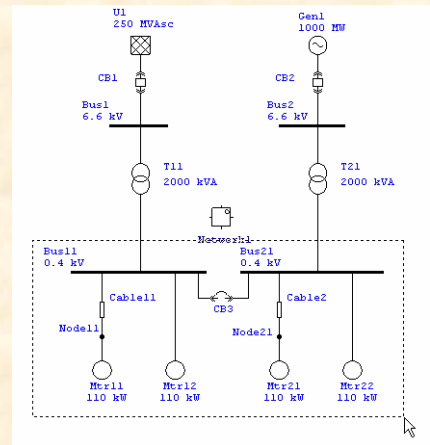 U1
250 MVAsc
Gen1
1000 MW
CB1
CB2
Bus1
6.6 kV
Bus2
6.6 kV
T11
2000 kVA
T21
2000 kVA
Network1
Bus11
0.4 kV
Bus21
0.4 kV
Cable11
Cable2
CB3
Node11
Node21
Mtr11
110 kW
Mtr12
110 kW
Mtr21
110 kW
Mtr22
110 kW